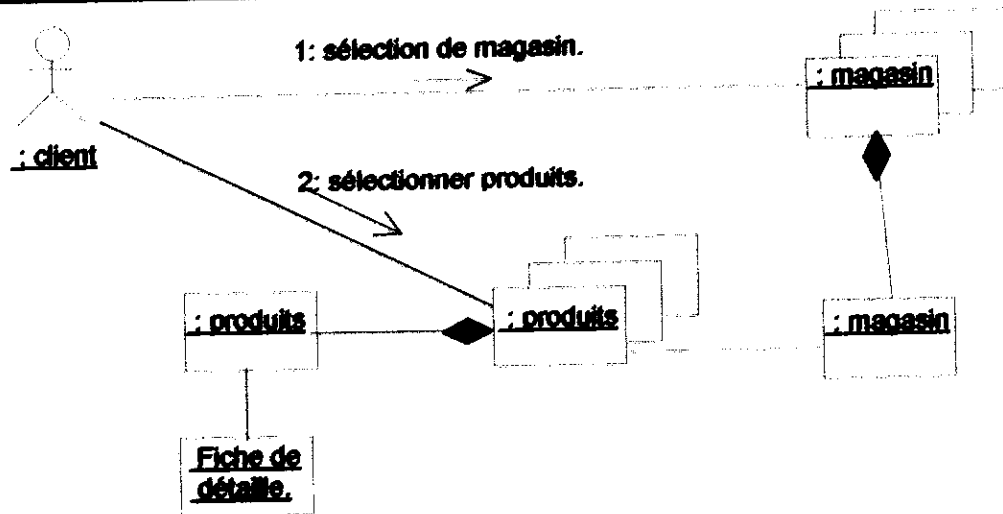 1: sélection de magasin.
: magasin
: client
2: sélectionner produits.
: produits
: produits
: magasin
Fiche de
détaille.